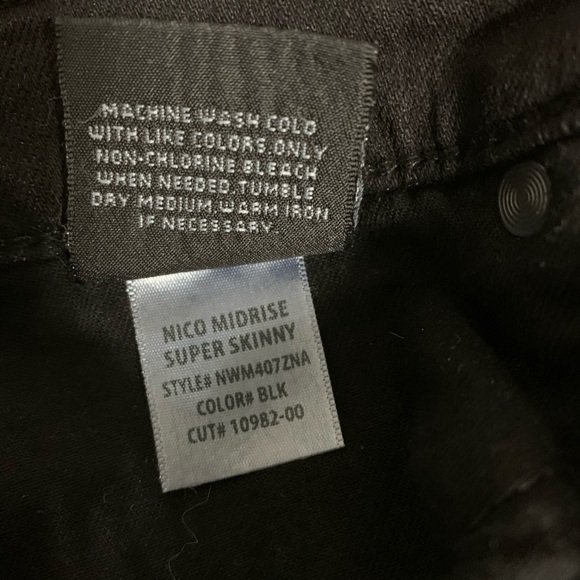 MACHINE WASH COLD
WITH LIKE COLORS.ONLY
NON-CHLORINE BLEACH
WHEN NEEDED.TUMBLE
DRY MEDIUM.WARM IRON
IF NECESSARY.
NICO MIDRISE
SUPER SKINNY
STYLE# NWM407ZNA
COLOR# BLK
CUT# 10982-00